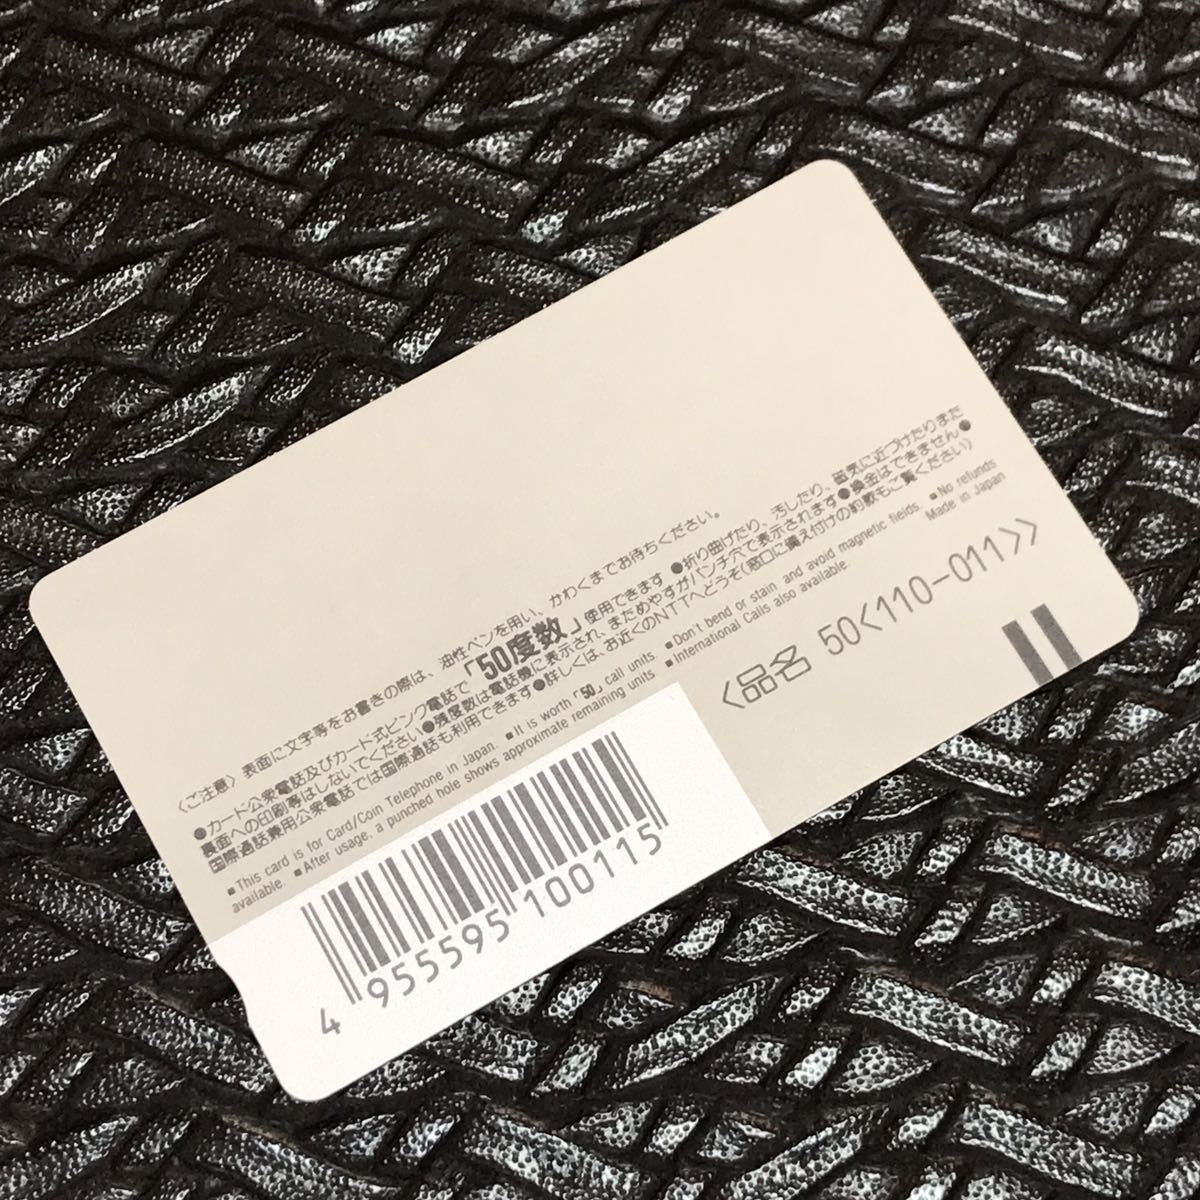 〈ご注意〉表面に文字等をお書きの際は、油性ペンを用い、かわくまでお待ちください。
●カード公衆電話及びカード式ピンク電話で「50度数」使用できます●折り曲げたり、汚したり、磁気に近づけたりまた
表面への印刷等はしないでください●残度数は電話機に表示され、まためやすがパンチ穴で表示されます●換金はできません●
国際通話兼用公衆電話では国際通話も利用できます●詳しくは、お近くのNTTへどうぞ(窓口に備え付けの約款もご覧ください)
■This card is for Card/Coin Telephone in Japan. ■It is worth「50」call units. ■Don't bend or stain and avoid magnetic fields. ■No refunds
available. ■After usage, a punched hole shows approximate remaining units. ■International Calls also available. Made in Japan
〈品名 50〈110-011〉〉
4 955595 100115